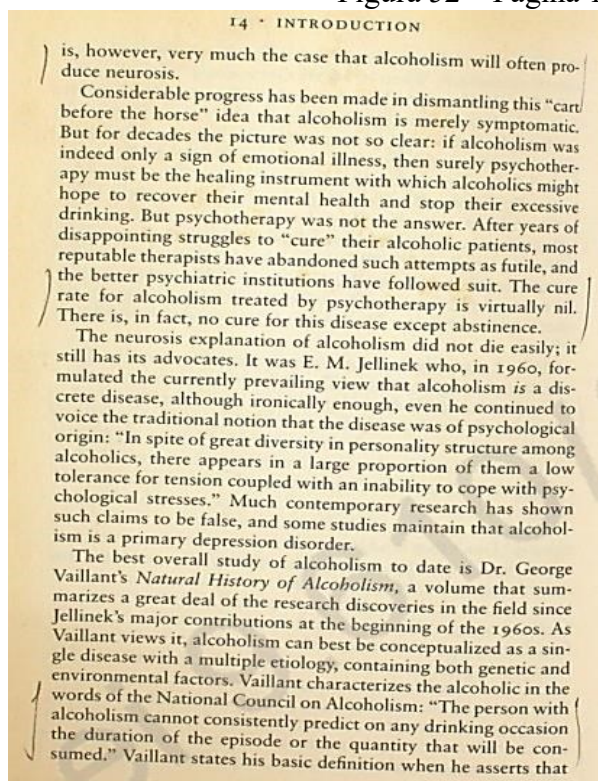 14 • INTRODUCTION
is, however, very much the case that alcoholism will often pro-
duce neurosis.
Considerable progress has been made in dismantling this “cart
before the horse” idea that alcoholism is merely symptomatic.
But for decades the picture was not so clear: if alcoholism was
indeed only a sign of emotional illness, then surely psychother-
apy must be the healing instrument with which alcoholics might
hope to recover their mental health and stop their excessive
drinking. But psychotherapy was not the answer. After years of
disappointing struggles to “cure” their alcoholic patients, most
reputable therapists have abandoned such attempts as futile, and
the better psychiatric institutions have followed suit. The cure
rate for alcoholism treated by psychotherapy is virtually nil.
There is, in fact, no cure for this disease except abstinence.
The neurosis explanation of alcoholism did not die easily; it
still has its advocates. It was E. M. Jellinek who, in 1960, for-
mulated the currently prevailing view that alcoholism is a dis-
crete disease, although ironically enough, even he continued to
voice the traditional notion that the disease was of psychological
origin: “In spite of great diversity in personality structure among
alcoholics, there appears in a large proportion of them a low
tolerance for tension coupled with an inability to cope with psy-
chological stresses.” Much contemporary research has shown
such claims to be false, and some studies maintain that alcohol-
ism is a primary depression disorder.
The best overall study of alcoholism to date is Dr. George
Vaillant’s Natural History of Alcoholism, a volume that sum-
marizes a great deal of the research discoveries in the field since
Jellinek’s major contributions at the beginning of the 1960s. As
Vaillant views it, alcoholism can best be conceptualized as a sin-
gle disease with a multiple etiology, containing both genetic and
environmental factors. Vaillant characterizes the alcoholic in the
words of the National Council on Alcoholism: “The person with
alcoholism cannot consistently predict on any drinking occasion
the duration of the episode or the quantity that will be con-
sumed.” Vaillant states his basic definition when he asserts that